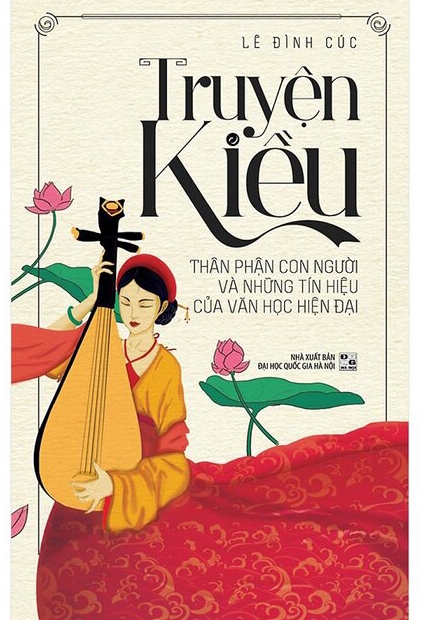 LÊ ĐÌNH CÚC
Truyện
Kiều
THÂN PHẬN CON NGƯỜI
VÀ NHỮNG TÍN HIỆU
CỦA VĂN HỌC HIỆN ĐẠI
NHÀ XUẤT BẢN
ĐẠI HỌC QUỐC GIA HÀ NỘI